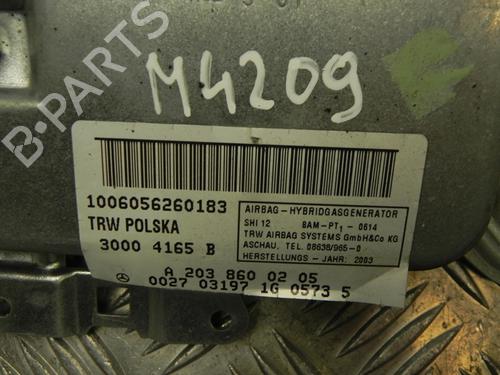 M4209
B-PARTS
1006056260183
TRW POLSKA
3000 4165 B
AIRBAG - HYBRIDGASGENERATOR
SHI 12 BAM-PT1 - 0614
TRW AIRBAG SYSTEMS GmbH&Co KG
ASCHAU, TEL. 08638/965-0
HERSTELLUNGS - JAHR: 2003
A 203 860 02 05
0027 03197 1G 0573 5